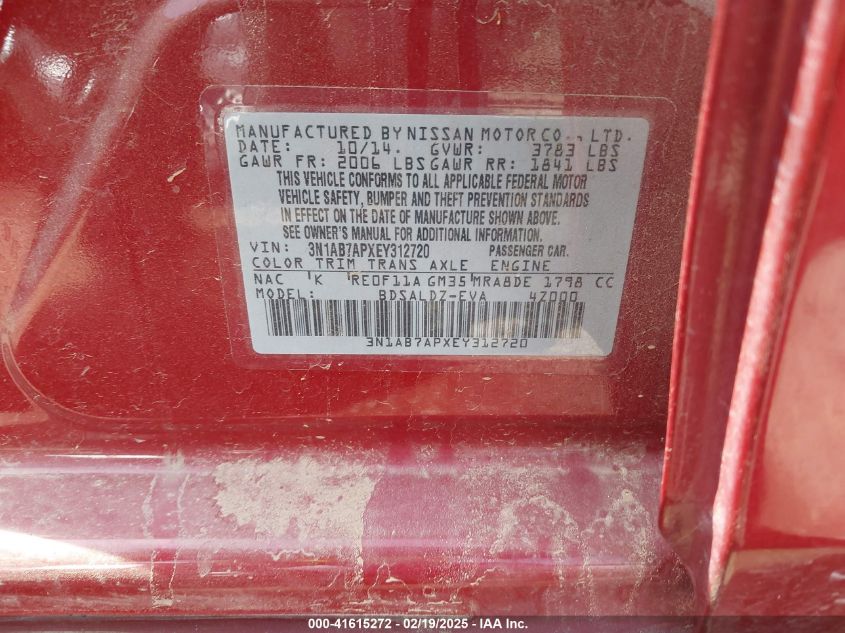 MANUFACTURED BY NISSAN MOTOR CO., LTD.
DATE: 10/14. GVWR: 3783 LBS
GAWR FR: 2006 LBS GAWR RR: 1841 LBS
THIS VEHICLE CONFORMS TO ALL APPLICABLE FEDERAL MOTOR
VEHICLE SAFETY, BUMPER AND THEFT PREVENTION STANDARDS
IN EFFECT ON THE DATE OF MANUFACTURE SHOWN ABOVE.
SEE OWNER'S MANUAL FOR ADDITIONAL INFORMATION.
VIN: 3N1AB7APXEY312720 PASSENGER CAR.
COLOR TRIM TRANS AXLE ENGINE
NAC 'K 'RE0F11A GM35'MRA8DE 1798 CC
MODEL: BDSALDZ-EVA 4Z000
3N1AB7APXEY312720
000-41615272 - 02/19/2025 - IAA, Inc.